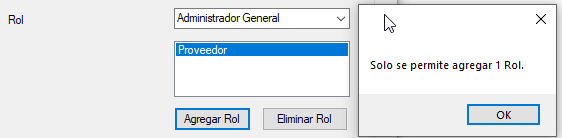 Rol
Administrador General
Proveedor
Agregar Rol
Eliminar Rol
Solo se permite agregar 1 Rol.
OK